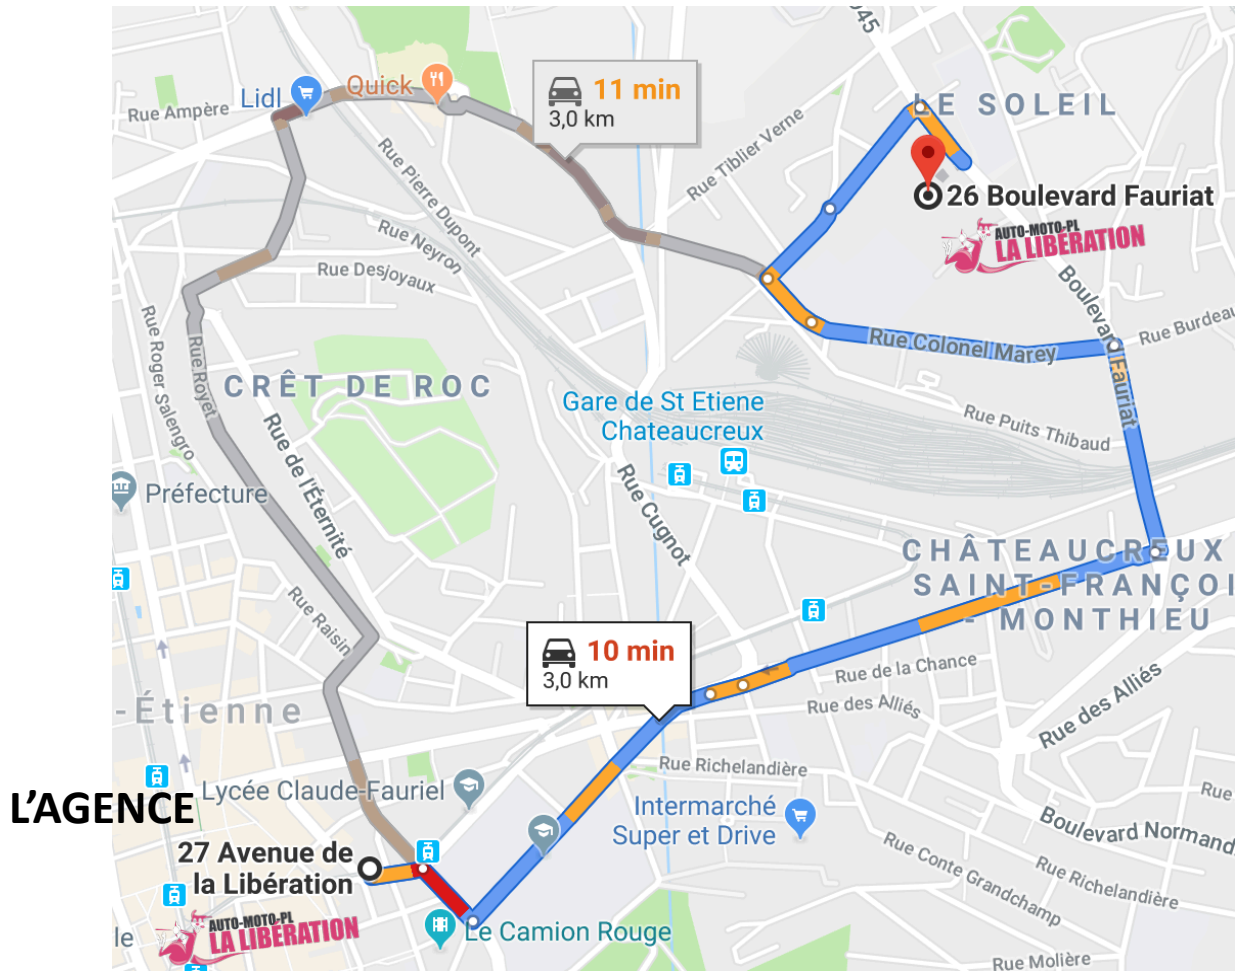 045
LE SOLEIL
Quick
Lidl
11 min
3,0 km
Rue Ampère
Rue Tiblier Verne
Rue Pierre Dupont
26 Boulevard Fauriat
AUTO-MOTO-PL
LA LIBÉRATION
Rue Neyron
Rue Desjoyaux
Boulevard Fauriat
Rue Burdeau
Rue Roger Salengro
Rue Royet
Rue Colonel Marey
CRÊT DE ROC
Gare de St Etiene
Chateaucreux
Rue Puits Thibaud
Rue de l'Éternité
Rue Cugnot
Préfecture
CHÂTEAUCREUX
SAINT-FRANÇOI
- MONTHIEU
Rue Raisin
10 min
3,0 km
Rue de la Chance
Rue des Alliés
Rue des Alliés
-Étienne
Rue Richelandière
Rue
L'AGENCE
Lycée Claude-Fauriel
Intermarché
Super et Drive
Boulevard Normand
27 Avenue de
la Libération
Rue Conte Grandchamp
Rue Richelandière
AUTO-MOTO-PL
LA LIBÉRATION
le
Le Camion Rouge
Rue Molière